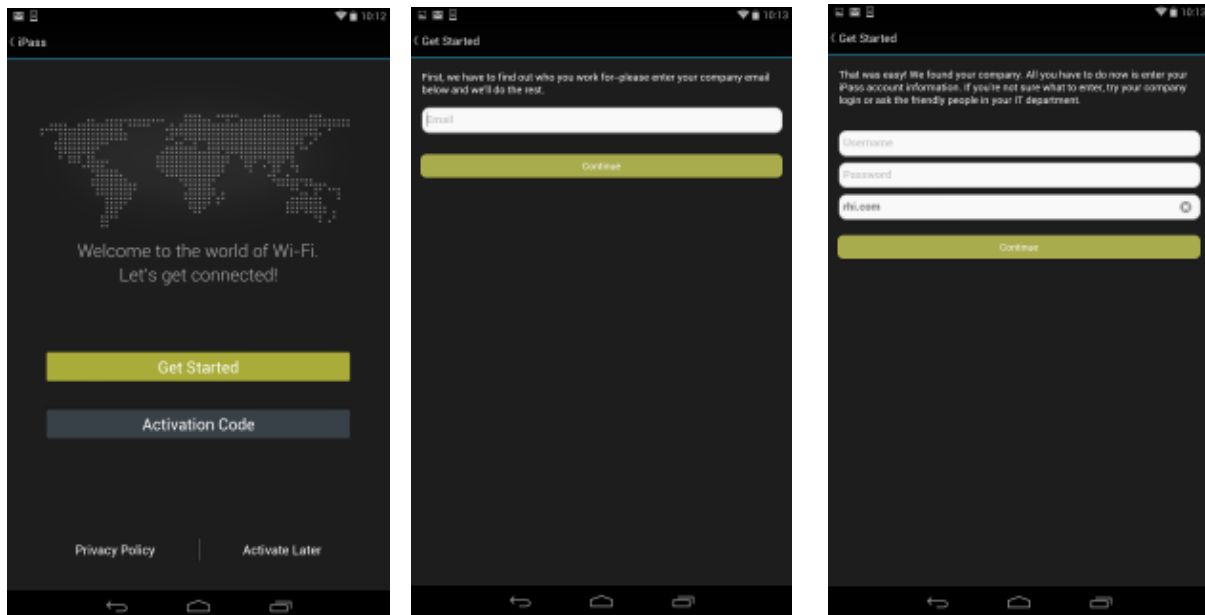 10:12
iPass
Welcome to the world of Wi-Fi.
Let's get connected!
Get Started
Activation Code
Privacy Policy
Activate Later
10:13
Get Started
First, we have to find out who you work for–please enter your company email
below and we'll do the rest.
Email
Continue
10:13
Get Started
That was easy! We found your company. All you have to do now is enter your
iPass account information. If you're not sure what to enter, try your company
login or ask the friendly people in your IT department.
Username
Password
rhi.com
Continue